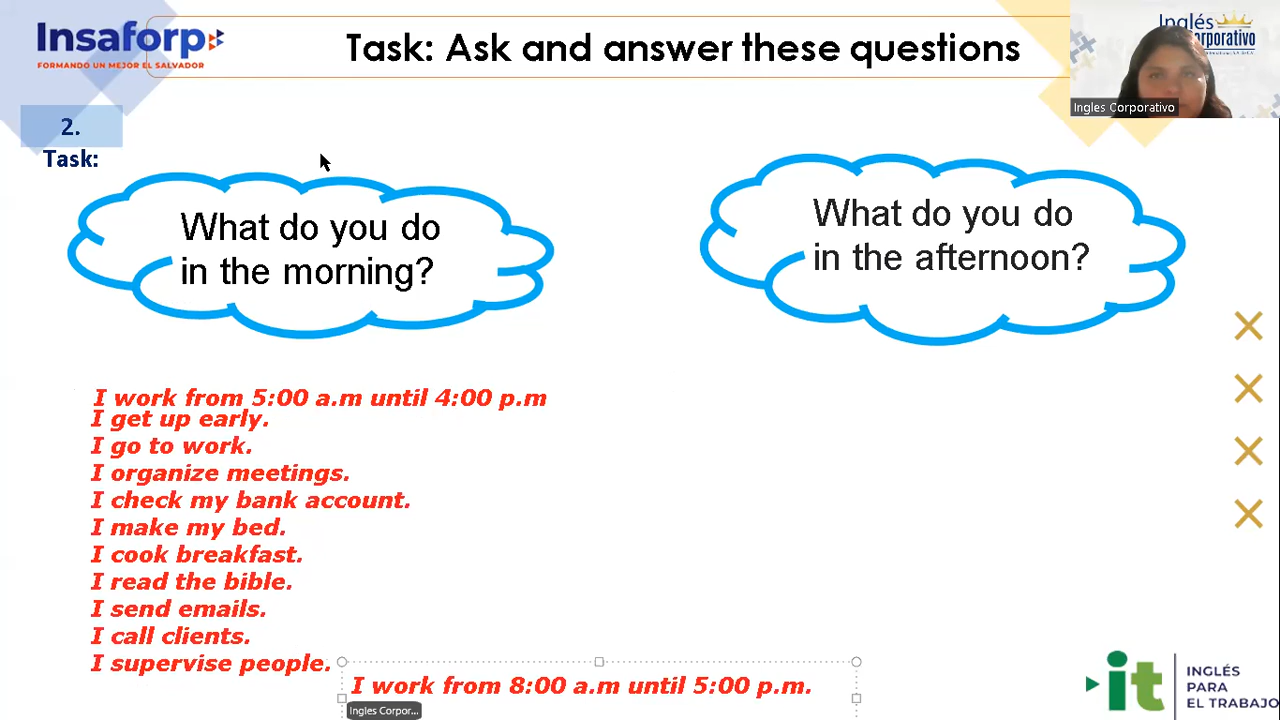 Insaforp
FORMANDO UN MEJOR EL SALVADOR
Task: Ask and answer these questions
Inglés
Corporativo
Ingles Corporativo
2.
Task:
What do you do
in the morning?
What do you do
in the afternoon?
I work from 5:00 a.m until 4:00 p.m
I get up early.
I go to work.
I organize meetings.
I check my bank account.
I make my bed.
I cook breakfast.
I read the bible.
I send emails.
I call clients.
I supervise people.
I work from 8:00 a.m until 5:00 p.m.
Ingles Corpor...
it
INGLÉS
PARA
EL TRABAJO